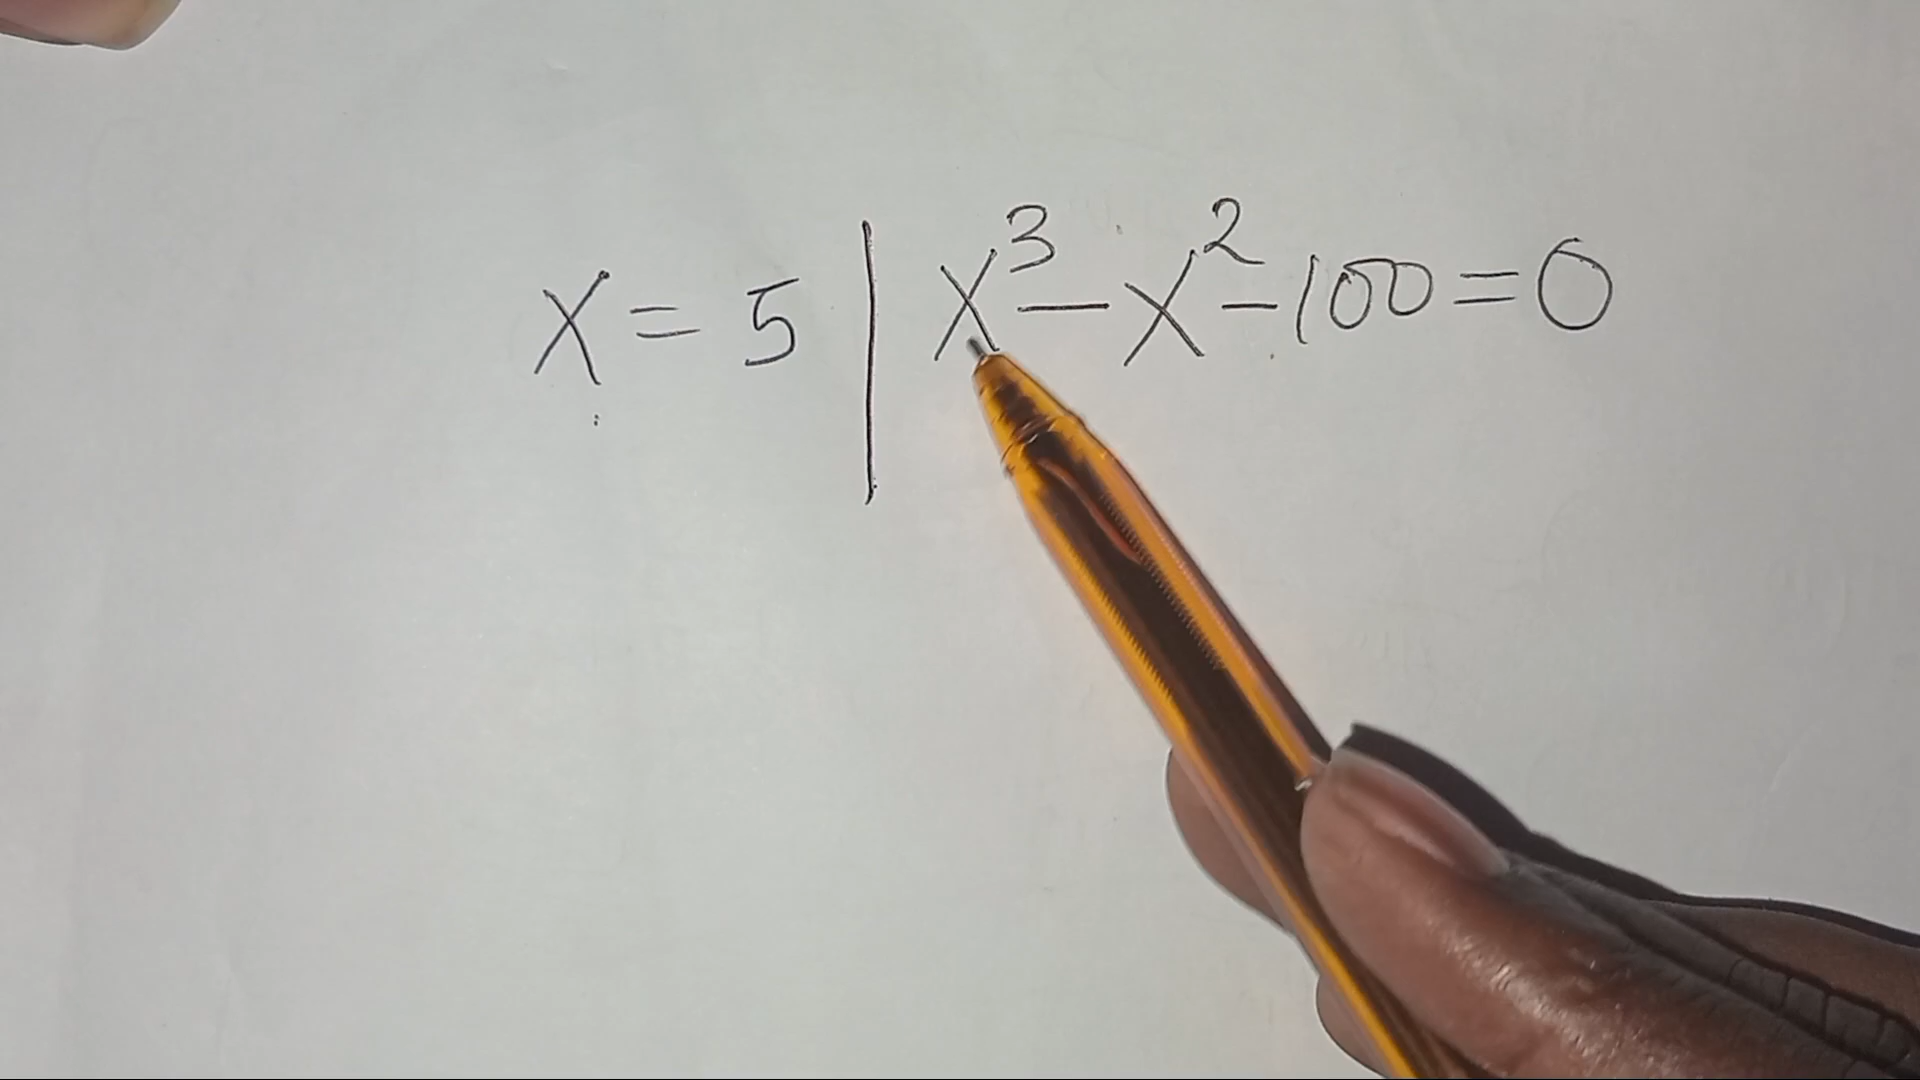 X = 5 | X³ - X² - 100 = 0